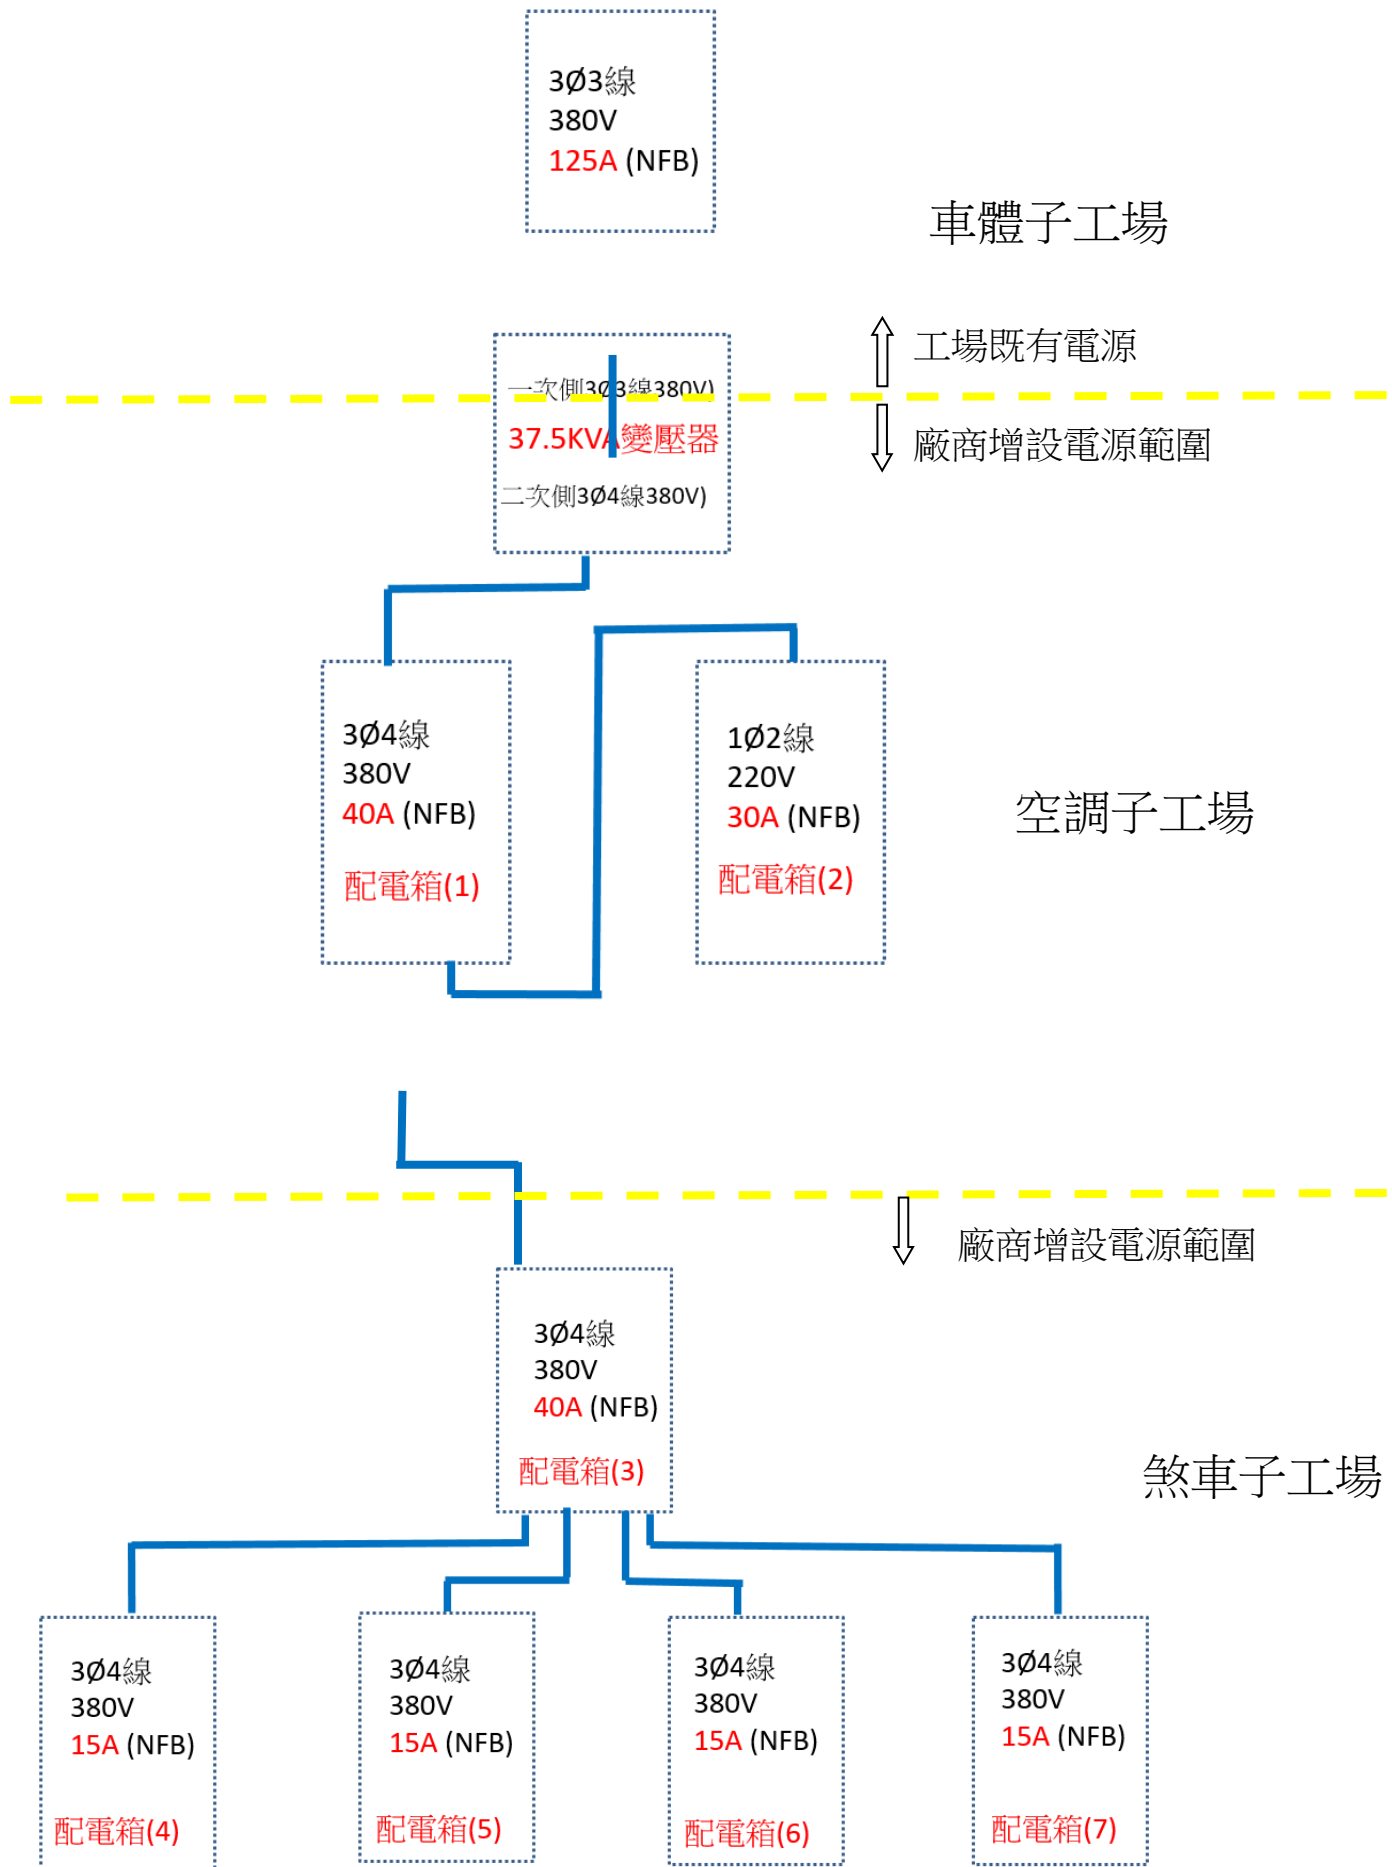 3Ø3線
380V
125A (NFB)
車體子工場
工場既有電源
一次側3Ø3線380V)
廠商增設電源範圍
37.5KVA變壓器
二次側3Ø4線380V)
3Ø4線
380V
40A (NFB)
配電箱(1)
1Ø2線
220V
30A (NFB)
配電箱(2)
空調子工場
廠商增設電源範圍
3Ø4線
380V
40A (NFB)
配電箱(3)
煞車子工場
3Ø4線
380V
15A (NFB)
配電箱(4)
3Ø4線
380V
15A (NFB)
配電箱(5)
3Ø4線
380V
15A (NFB)
配電箱(6)
3Ø4線
380V
15A (NFB)
配電箱(7)